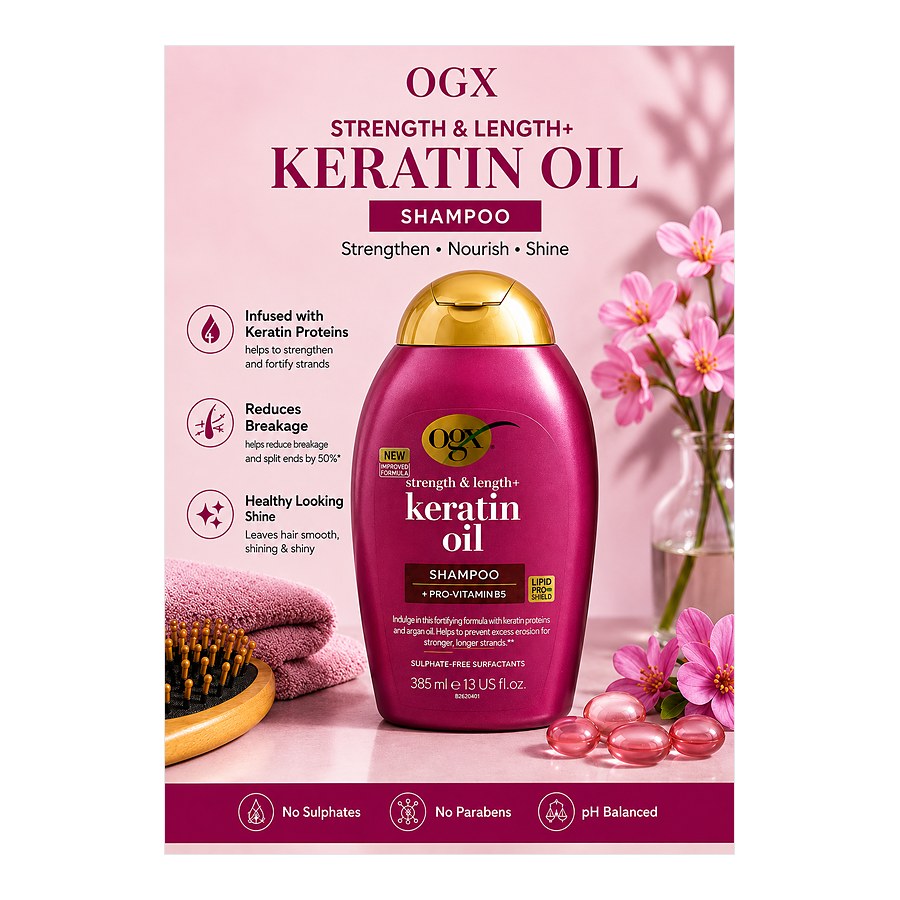 OGX
STRENGTH & LENGTH+
KERATIN OIL
SHAMPOO
Strengthen • Nourish • Shine
Infused with
Keratin Proteins
helps to strengthen
and fortify strands
Reduces
Breakage
helps reduce breakage
and split ends by 50%*
Healthy Looking
Shine
Leaves hair smooth,
shining & shiny
ogx
NEW
IMPROVED
FORMULA
strength & length+
keratin
oil
SHAMPOO
+ PRO-VITAMIN B5
LIPID
PRO
SHIELD
Indulge in this fortifying formula with keratin proteins
and argan oil. Helps to prevent excess erosion for
stronger, longer strands.**
SULPHATE-FREE SURFACTANTS
385 ml e 13 US fl.oz.
B2620401
No Sulphates
No Parabens
pH Balanced